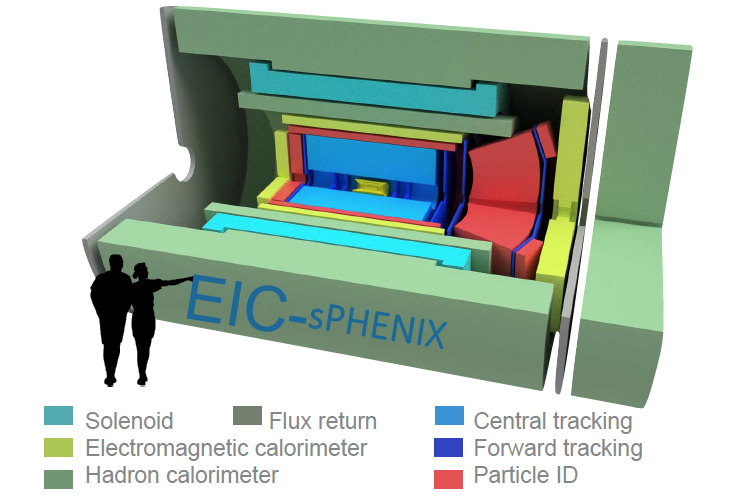 EIC-sPHENIX
Solenoid Flux return Central tracking
Electromagnetic calorimeter Forward tracking
Hadron calorimeter Particle ID